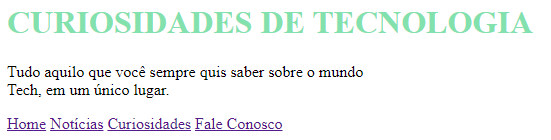 CURIOSIDADES DE TECNOLOGIA
Tudo aquilo que você sempre quis saber sobre o mundo
Tech, em um único lugar.
Home Notícias Curiosidades Fale Conosco